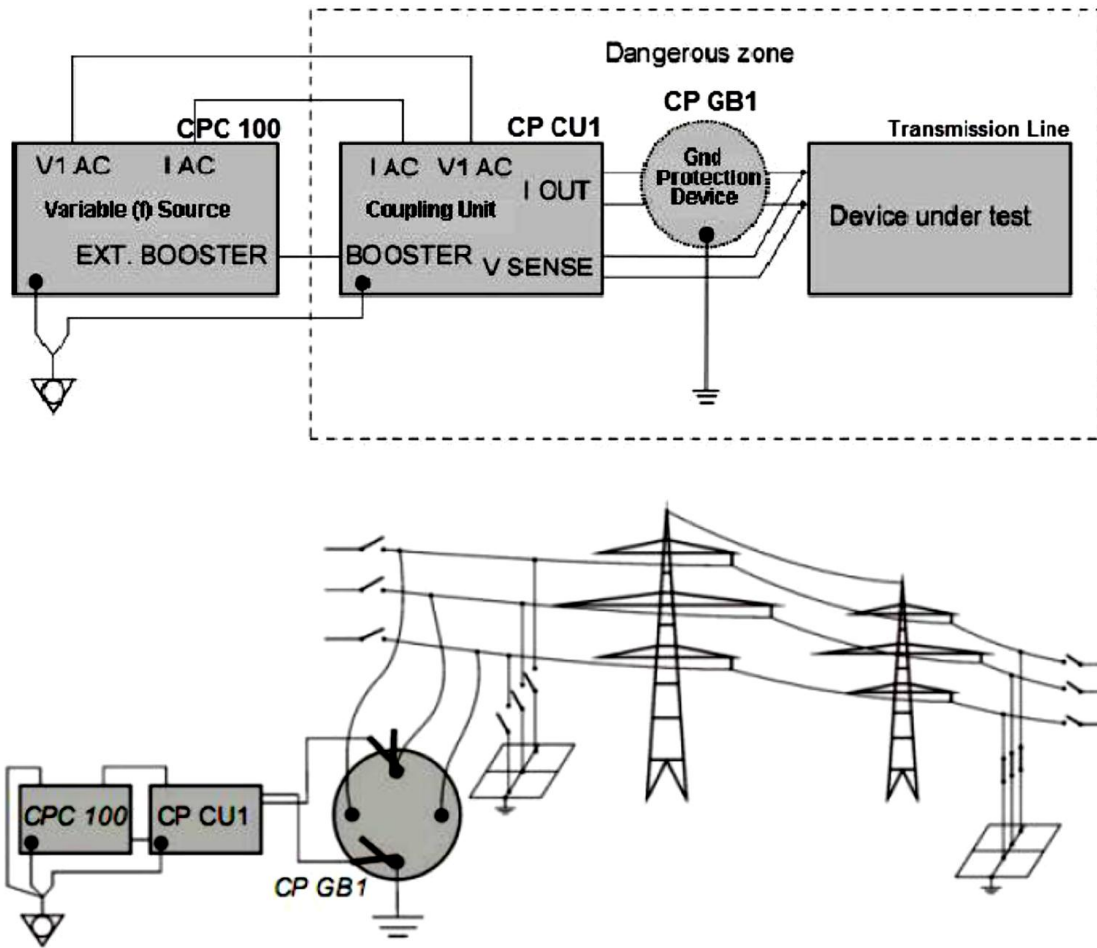 Dangerous zone
CP GB1
CPC 100
CP CU1
Transmission Line
V1 AC I AC
I AC V1 AC
Gnd
Protection
Device
I OUT
Variable (f) Source
Coupling Unit
Device under test
EXT. BOOSTER
BOOSTER
V SENSE
CPC 100
CP CU1
CP GB1